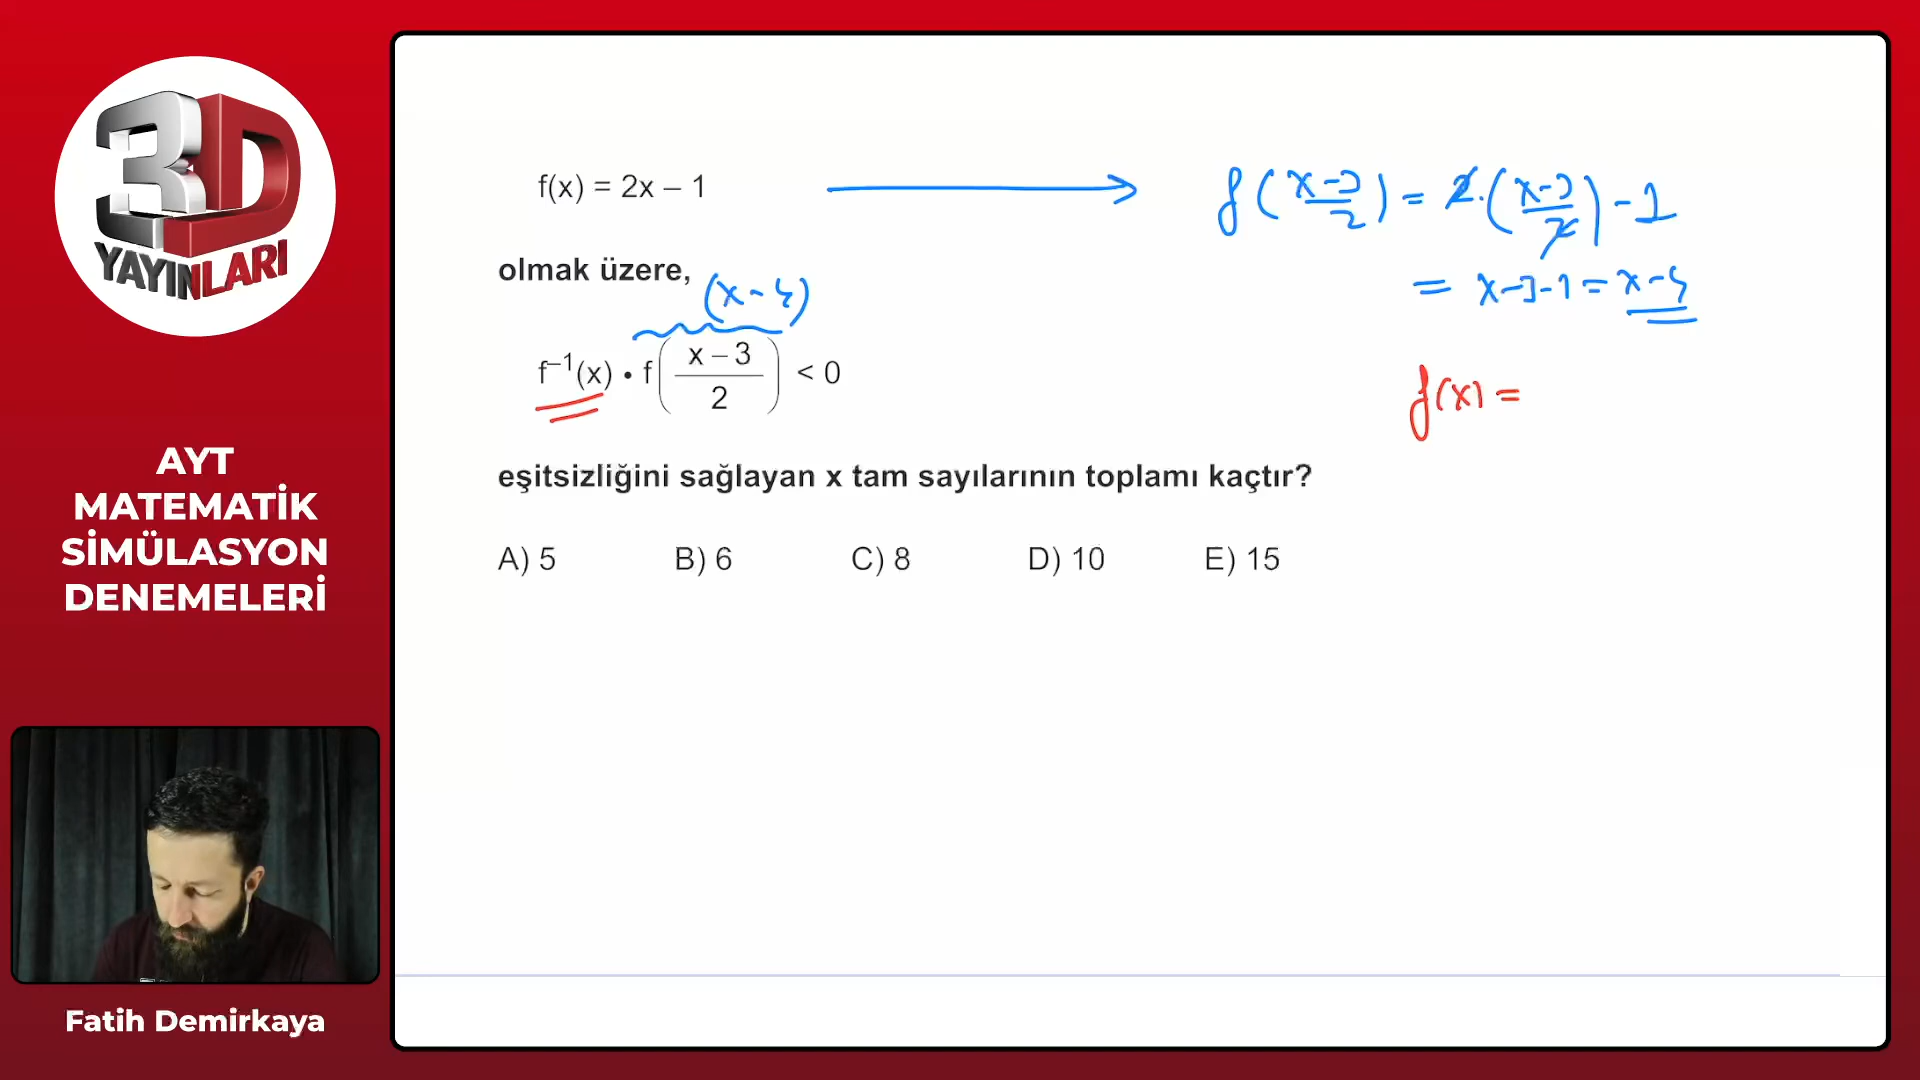 3D
YAYINLARI
AYT
MATEMATİK
SİMÜLASYON
DENEMELERİ
Fatih Demirkaya
f(x) = 2x – 1
f(x-3/2) = 2.(x-3/2) -1
= x-3-1 = x-4
olmak üzere,
(x-4)
f⁻¹(x) • f(x – 3/2) < 0
f(x) =
eşitsizliğini sağlayan x tam sayılarının toplamı kaçtır?
A) 5 B) 6 C) 8 D) 10 E) 15